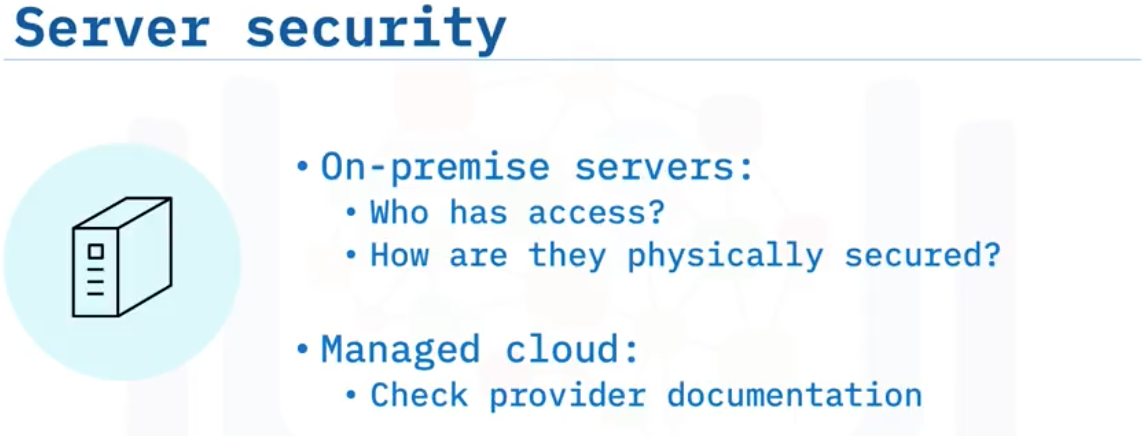 Server security
• On-premise servers:
• Who has access?
• How are they physically secured?
• Managed cloud:
• Check provider documentation